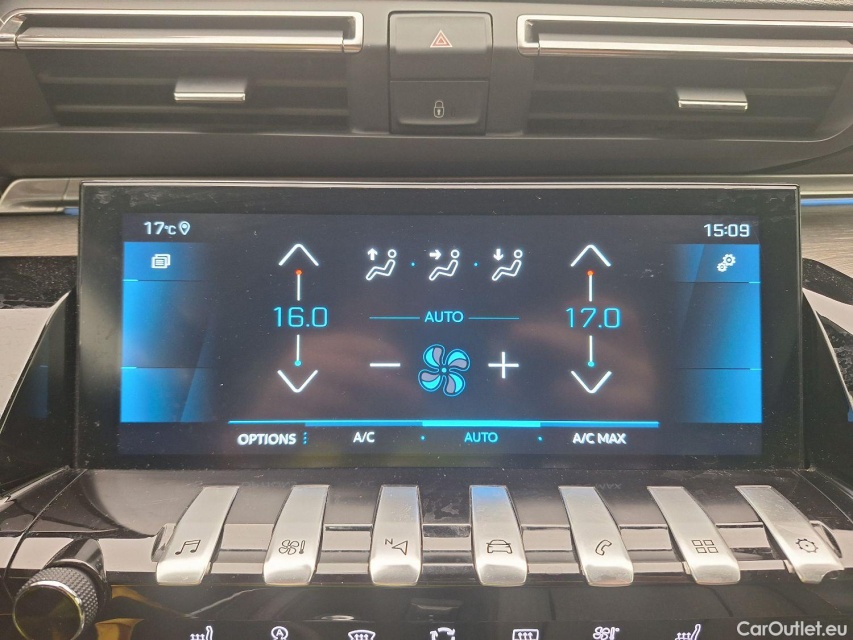 17°C 15:09
16.0 17.0
AUTO
OPTIONS A/C AUTO A/C MAX
N
CarOutlet.eu